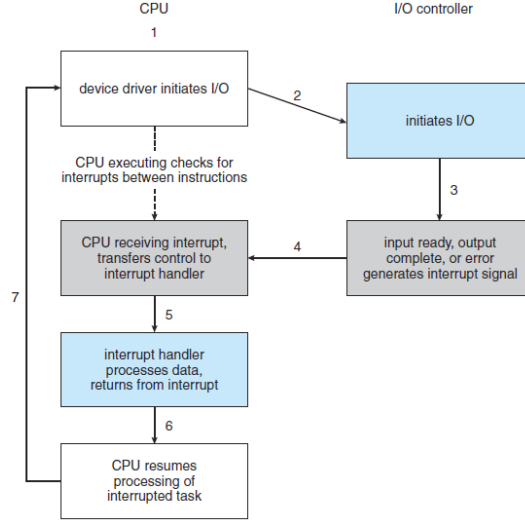 CPU
I/O controller
1
device driver initiates I/O
2
initiates I/O
CPU executing checks for
interrupts between instructions
3
CPU receiving interrupt,
transfers control to
interrupt handler
4
input ready, output
complete, or error
generates interrupt signal
7
5
interrupt handler
processes data,
returns from interrupt
6
CPU resumes
processing of
interrupted task